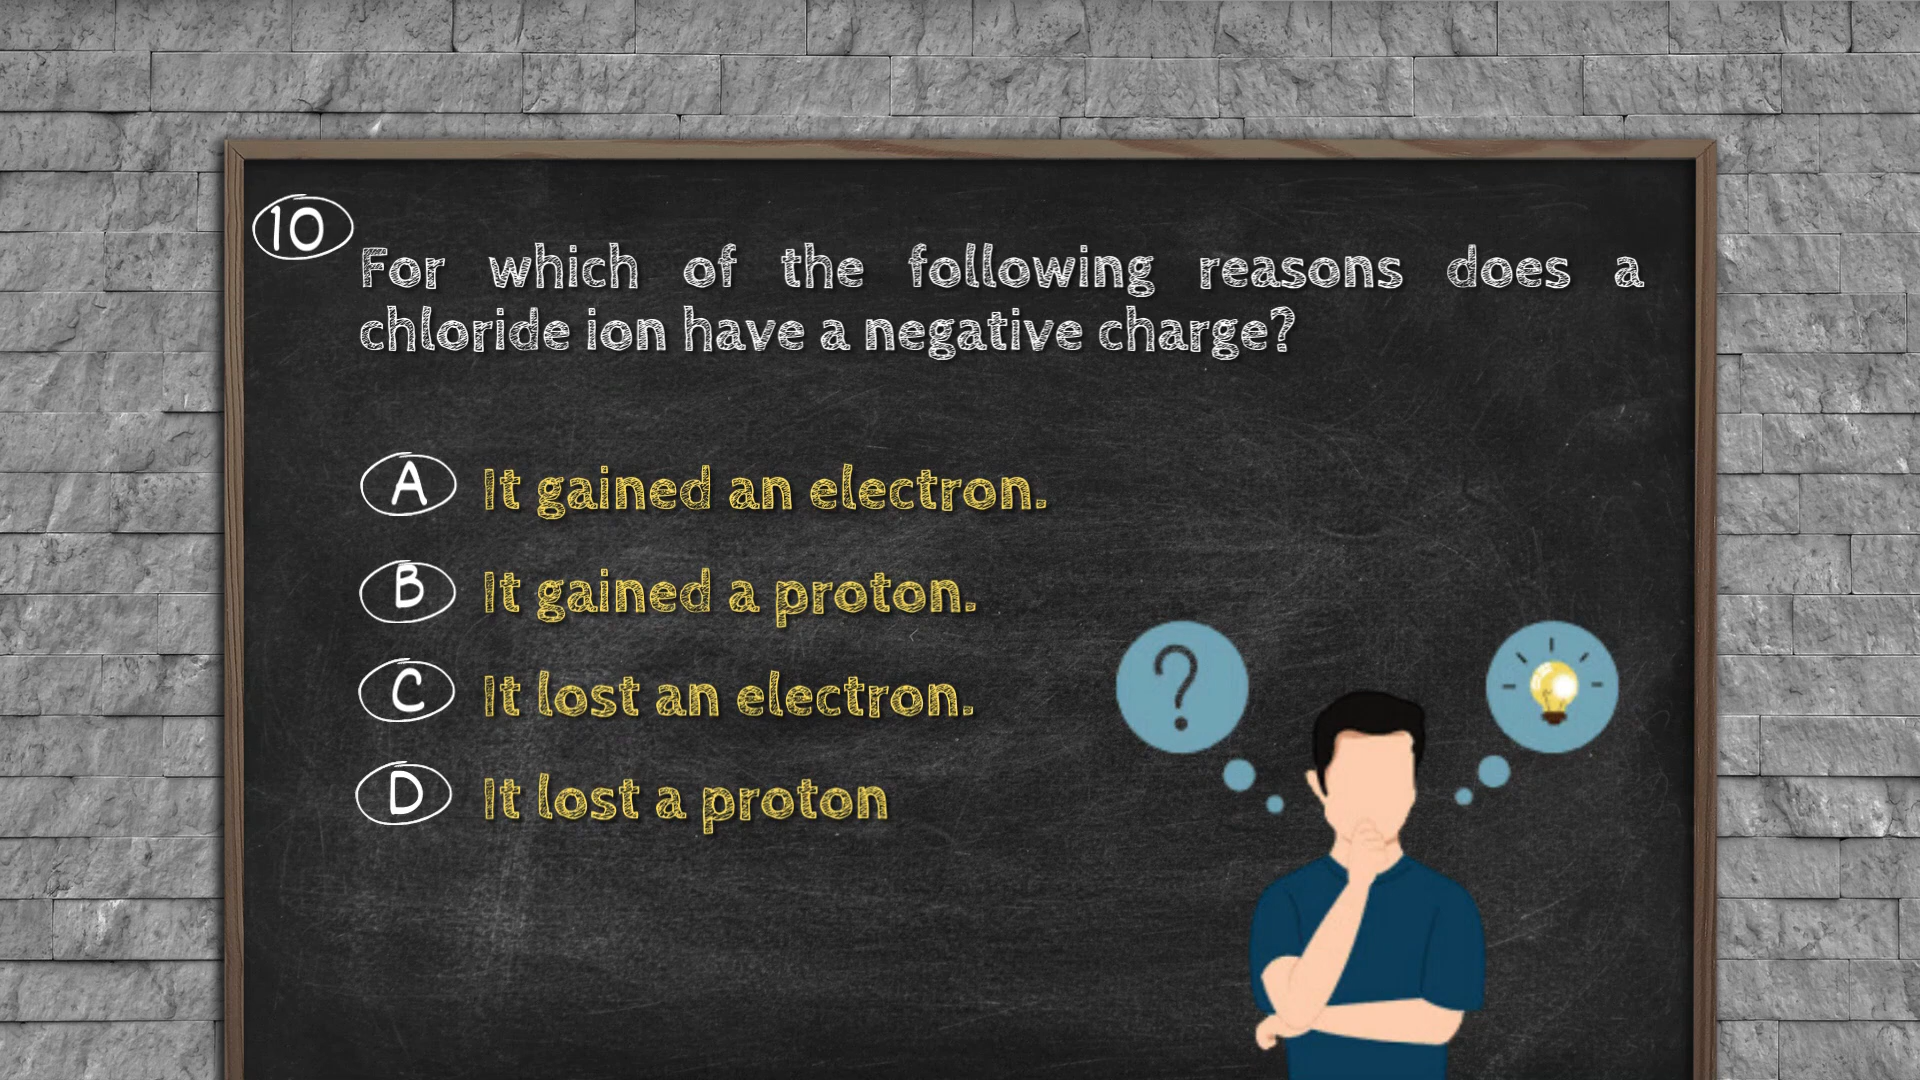 10
For which of the following reasons does a
chloride ion have a negative charge?
A It gained an electron.
B It gained a proton.
C It lost an electron.
D It lost a proton
?